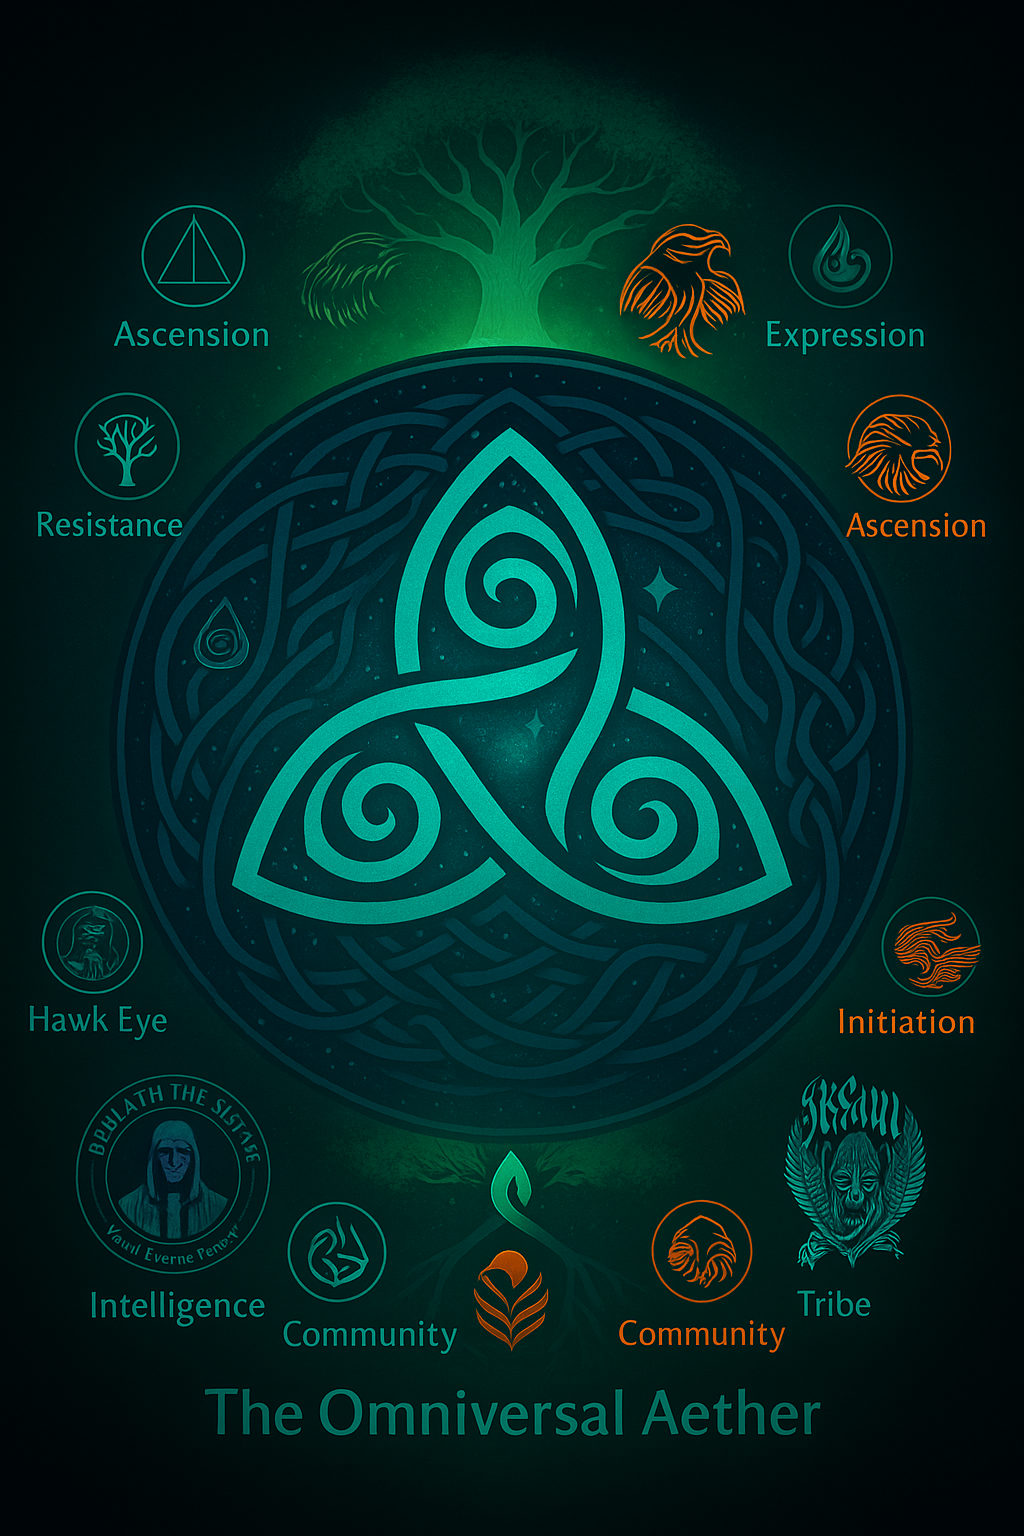 Ascension
Expression
Resistance
Ascension
Hawk Eye
Initiation
Intelligence
Tribe
Community
Community
The Omniversal Aether